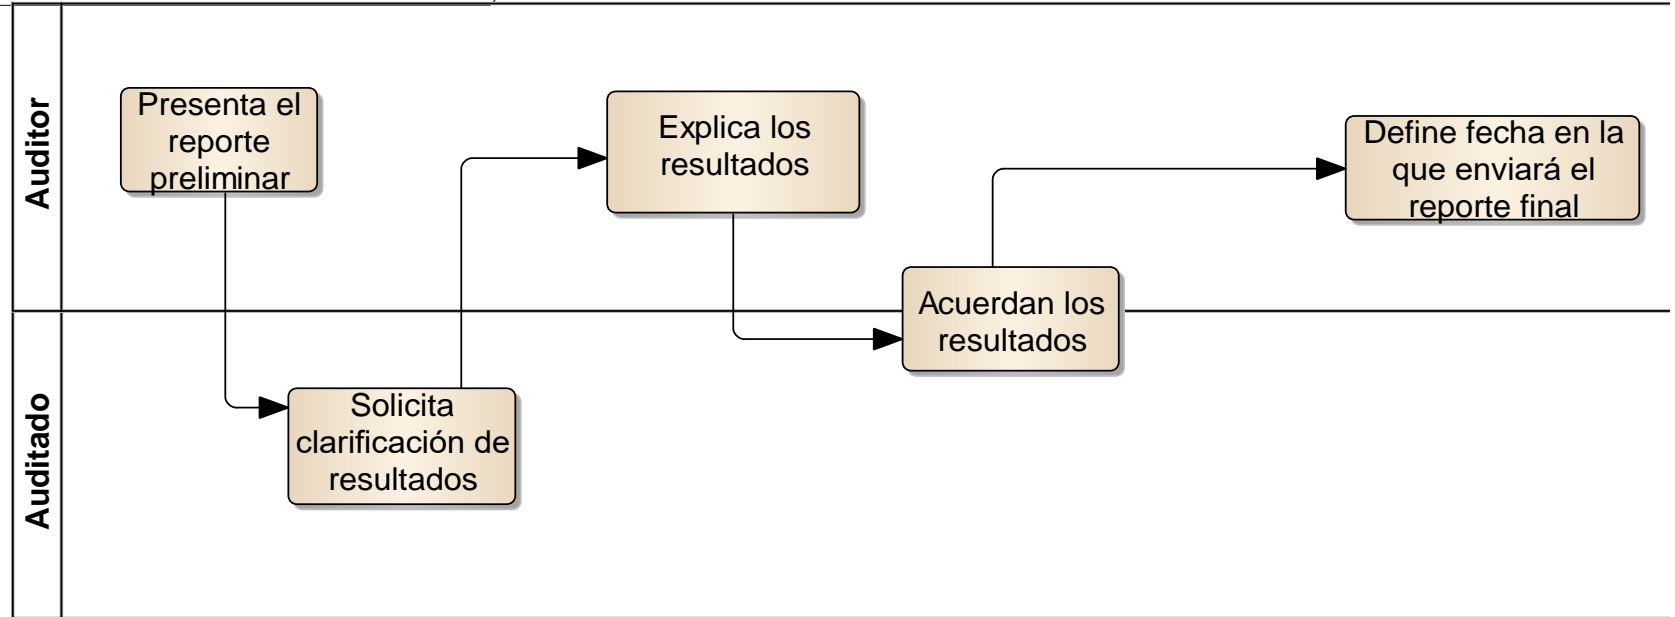 Auditor
Presenta el
reporte
preliminar
Explica los
resultados
Define fecha en la
que enviará el
reporte final
Acuerdan los
resultados
Auditado
Solicita
clarificación de
resultados